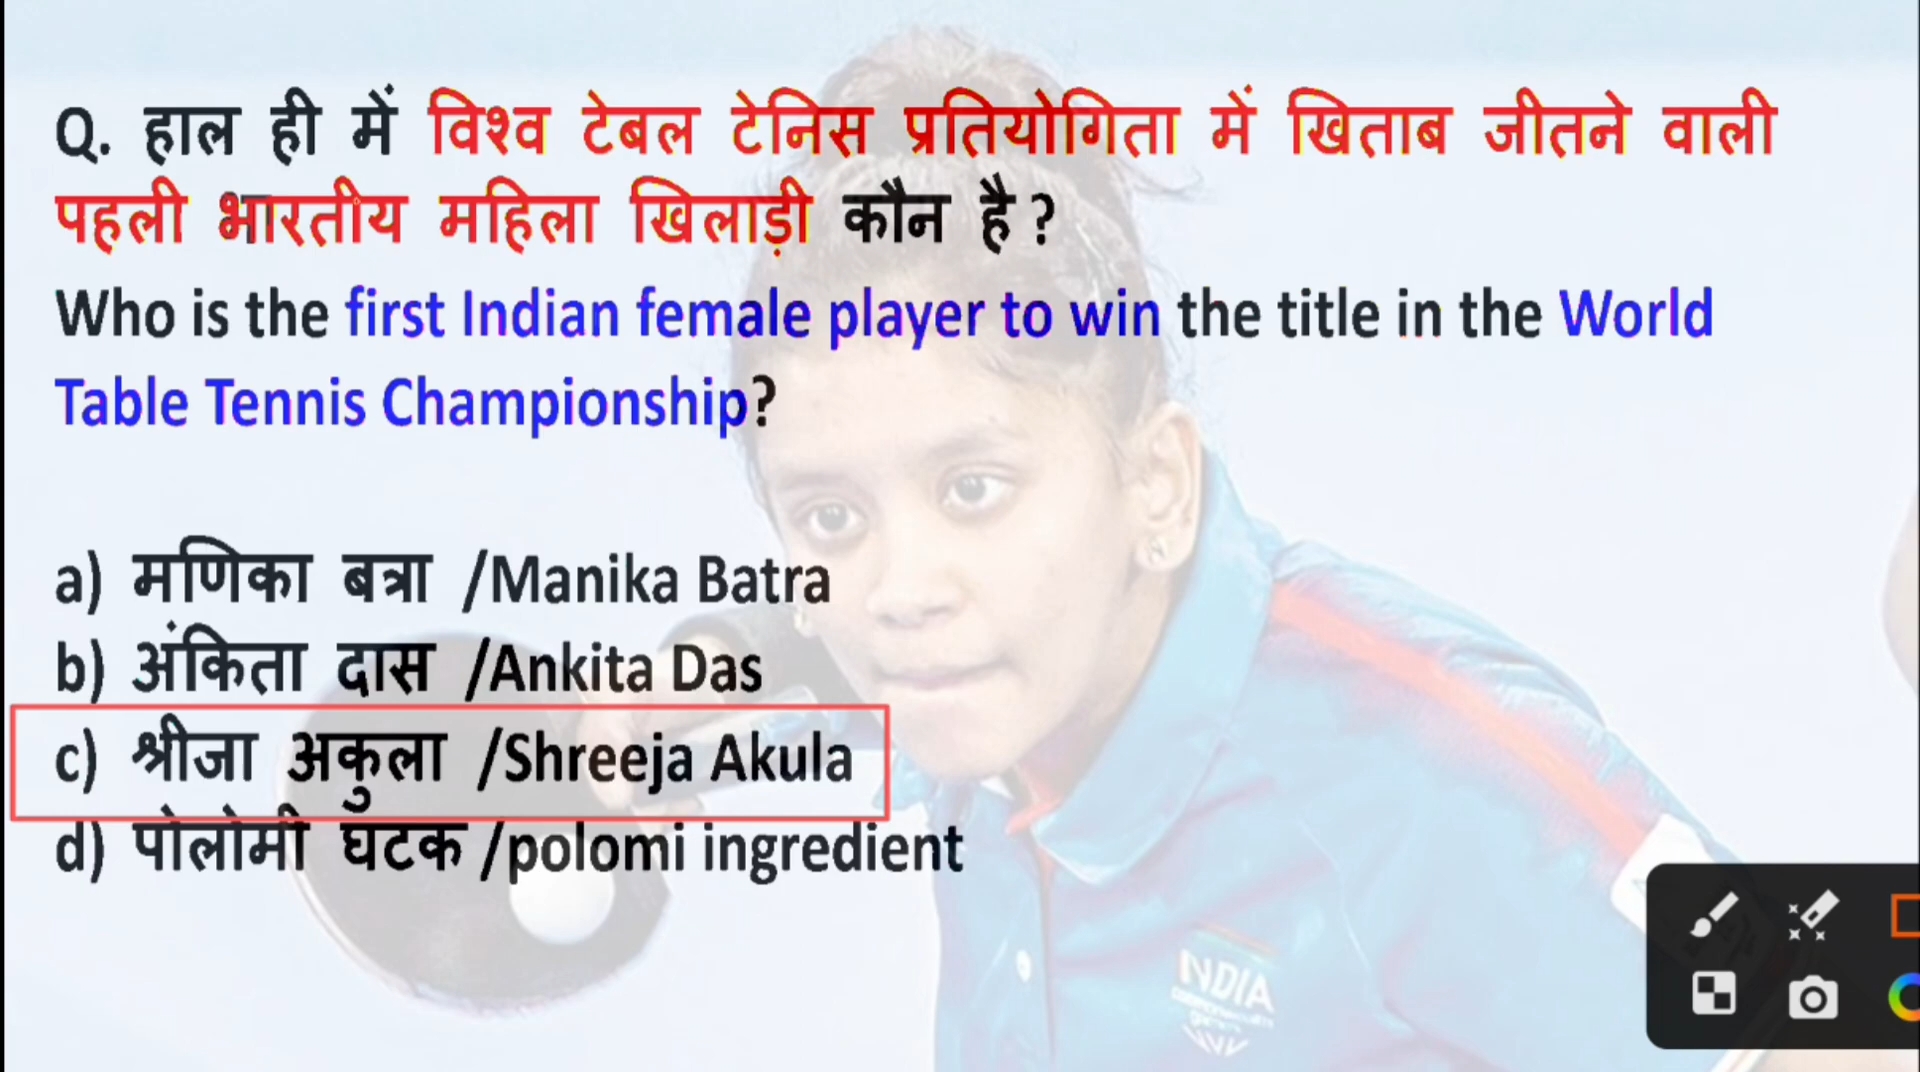 Q. हाल ही में विश्व टेबल टेनिस प्रतियोगिता में खिताब जीतने वाली
पहली भारतीय महिला खिलाड़ी कौन है ?
Who is the first Indian female player to win the title in the World
Table Tennis Championship?
a) मणिका बत्रा /Manika Batra
b) अंकिता दास /Ankita Das
c) श्रीजा अकुला /Shreeja Akula
d) पोलोमी घटक /polomi ingredient
INDIA